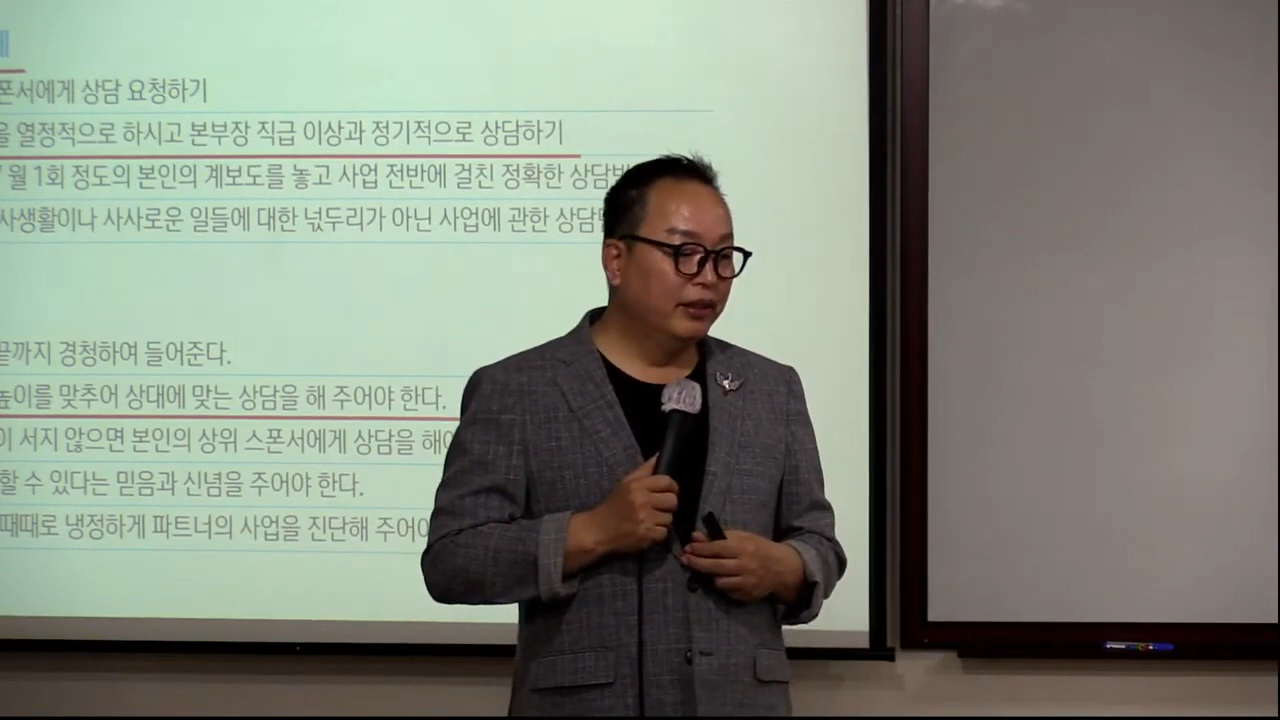 폰서에게 상담 요청하기
을 열정적으로 하시고 본부장 직급 이상과 정기적으로 상담하기
월 1회 정도의 본인의 계보도를 놓고 사업 전반에 걸친 정확한
사생활이나 사사로운 일들에 대한 넋두리가 아닌 사업에 관한
끝까지 경청하여 들어준다.
높이를 맞추어 상대에 맞는 상담을 해 주어야 한다.
이 서지 않으면 본인의 상위 스폰서에게 상담을
할 수 있다는 믿음과 신념을 주어야 한다.
때때로 냉정하게 파트너의 사업을 진단해